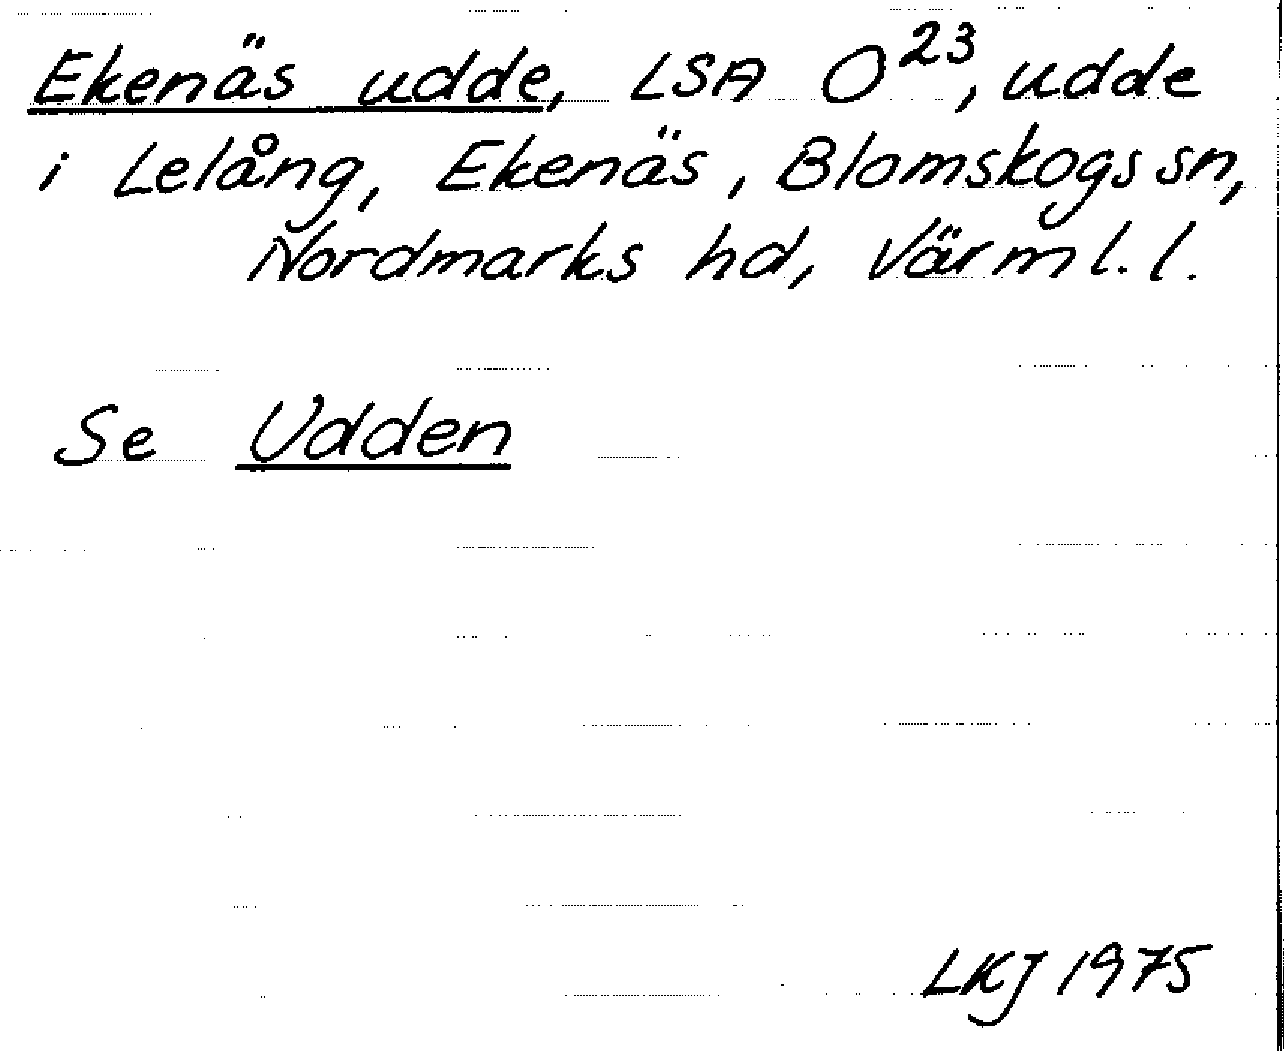 Ekenäs udde, LSA O²³, udde
i Lelång, Ekenäs, Blomskogs sn,
Nordmarks hd, Värml. l.
Se Udden
LKJ 1975